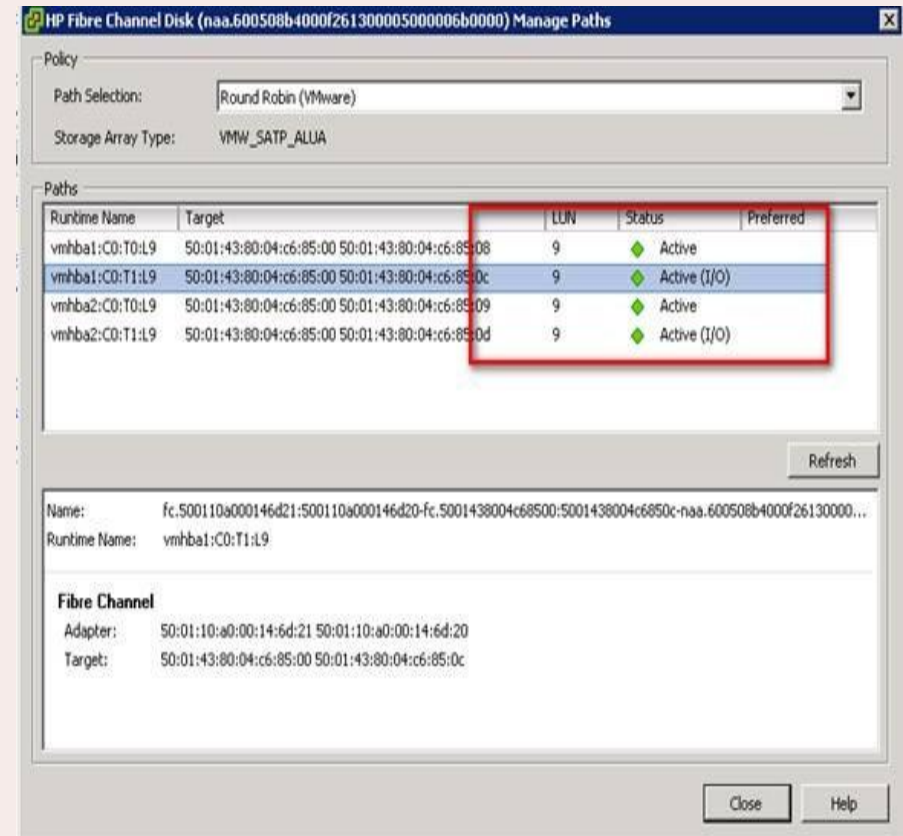 HP Fibre Channel Disk (naa.600508b4000f261300005000006b0000) Manage Paths
Policy
Path Selection: Round Robin (VMware)
Storage Array Type: VMW_SATP_ALUA
Paths
Runtime Name Target LUN Status Preferred
vmhba1:C0:T0:L9 50:01:43:80:04:c6:85:00 50:01:43:80:04:c6:85:08 9 Active
vmhba1:C0:T1:L9 50:01:43:80:04:c6:85:00 50:01:43:80:04:c6:85:0c 9 Active (I/O)
vmhba2:C0:T0:L9 50:01:43:80:04:c6:85:00 50:01:43:80:04:c6:85:09 9 Active
vmhba2:C0:T1:L9 50:01:43:80:04:c6:85:00 50:01:43:80:04:c6:85:0d 9 Active (I/O)
Refresh
Name: fc.500110a000146d21:500110a000146d20-fc.5001438004c68500:5001438004c6850c-naa.600508b4000f26130000...
Runtime Name: vmhba1:C0:T1:L9
Fibre Channel
Adapter: 50:01:10:a0:00:14:6d:21 50:01:10:a0:00:14:6d:20
Target: 50:01:43:80:04:c6:85:00 50:01:43:80:04:c6:85:0c
Close Help